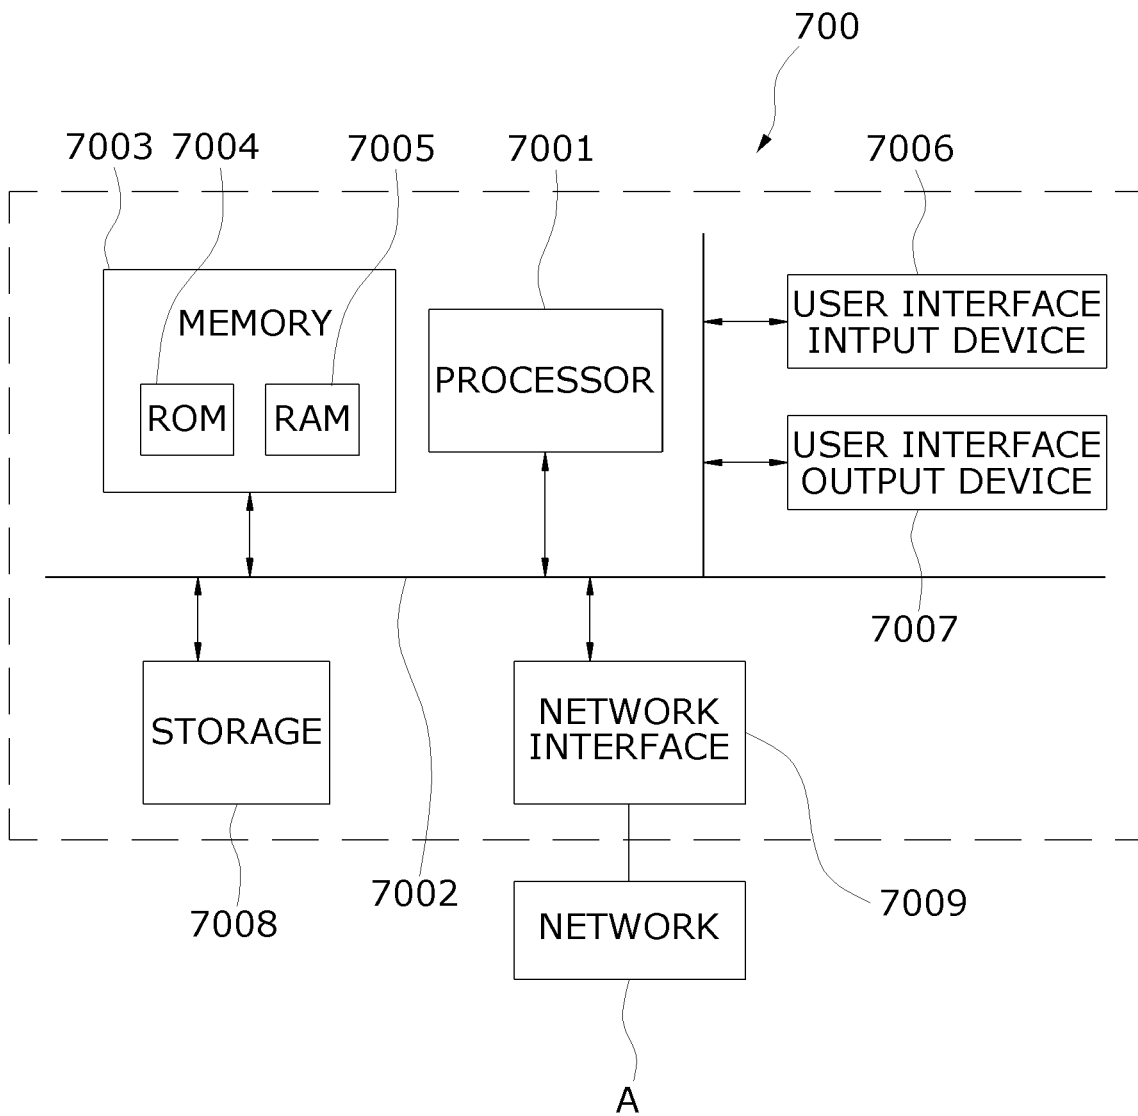 700
7003
7004
7005
7001
7006
MEMORY
ROM
RAM
PROCESSOR
USER INTERFACE
INTPUT DEVICE
USER INTERFACE
OUTPUT DEVICE
7007
STORAGE
NETWORK
INTERFACE
7008
7002
7009
NETWORK
A